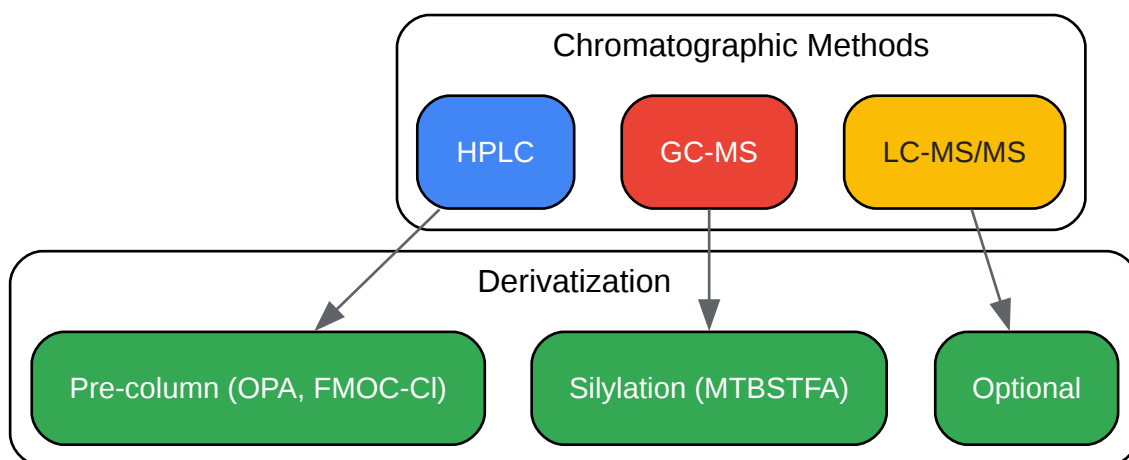 Chromatographic Methods
HPLC
GC-MS
LC-MS/MS
Derivatization
Pre-column (OPA, FMOC-Cl)
Silylation (MTBSTFA)
Optional